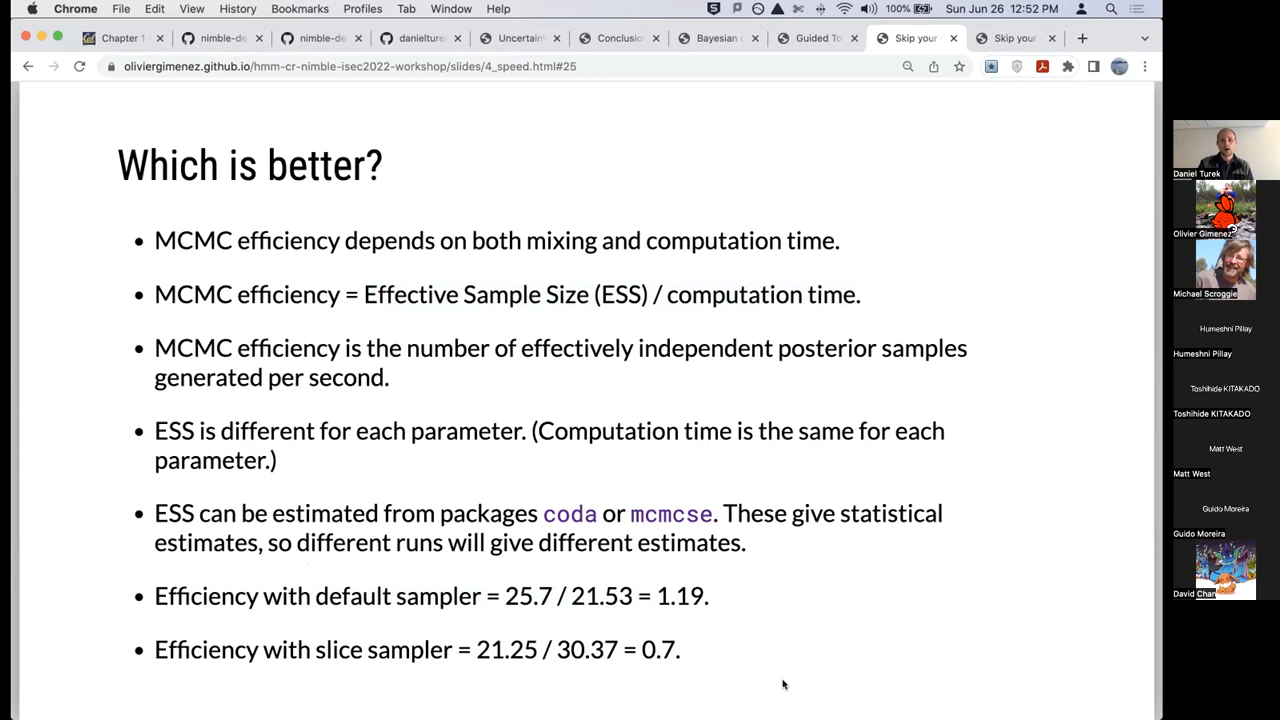 Chrome File Edit View History Bookmarks Profiles Tab Window Help 100% Sun Jun 26 12:52 PM
Chapter 1 nimble-de nimble-de danielture Uncertain Conclusion Bayesian c Guided To Skip your Skip your
oliviergimenez.github.io/hmm-cr-nimble-isec2022-workshop/slides/4_speed.html#25
Which is better?
• MCMC efficiency depends on both mixing and computation time.
• MCMC efficiency = Effective Sample Size (ESS) / computation time.
• MCMC efficiency is the number of effectively independent posterior samples
generated per second.
• ESS is different for each parameter. (Computation time is the same for each
parameter.)
• ESS can be estimated from packages coda or mcmcse. These give statistical
estimates, so different runs will give different estimates.
• Efficiency with default sampler = 25.7 / 21.53 = 1.19.
• Efficiency with slice sampler = 21.25 / 30.37 = 0.7.
Daniel Turek
Olivier Gimenez
Michael Scroggie
Humeshni Pillay
Humeshni Pillay
Toshihide KITAKADO
Toshihide KITAKADO
Matt West
Matt West
Guido Moreira
Guido Moreira
David Chan